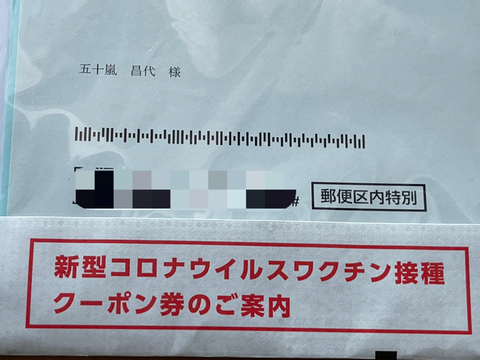 五十嵐 昌代 様
#
郵便区内特別
新型コロナウイルスワクチン接種
クーポン券のご案内